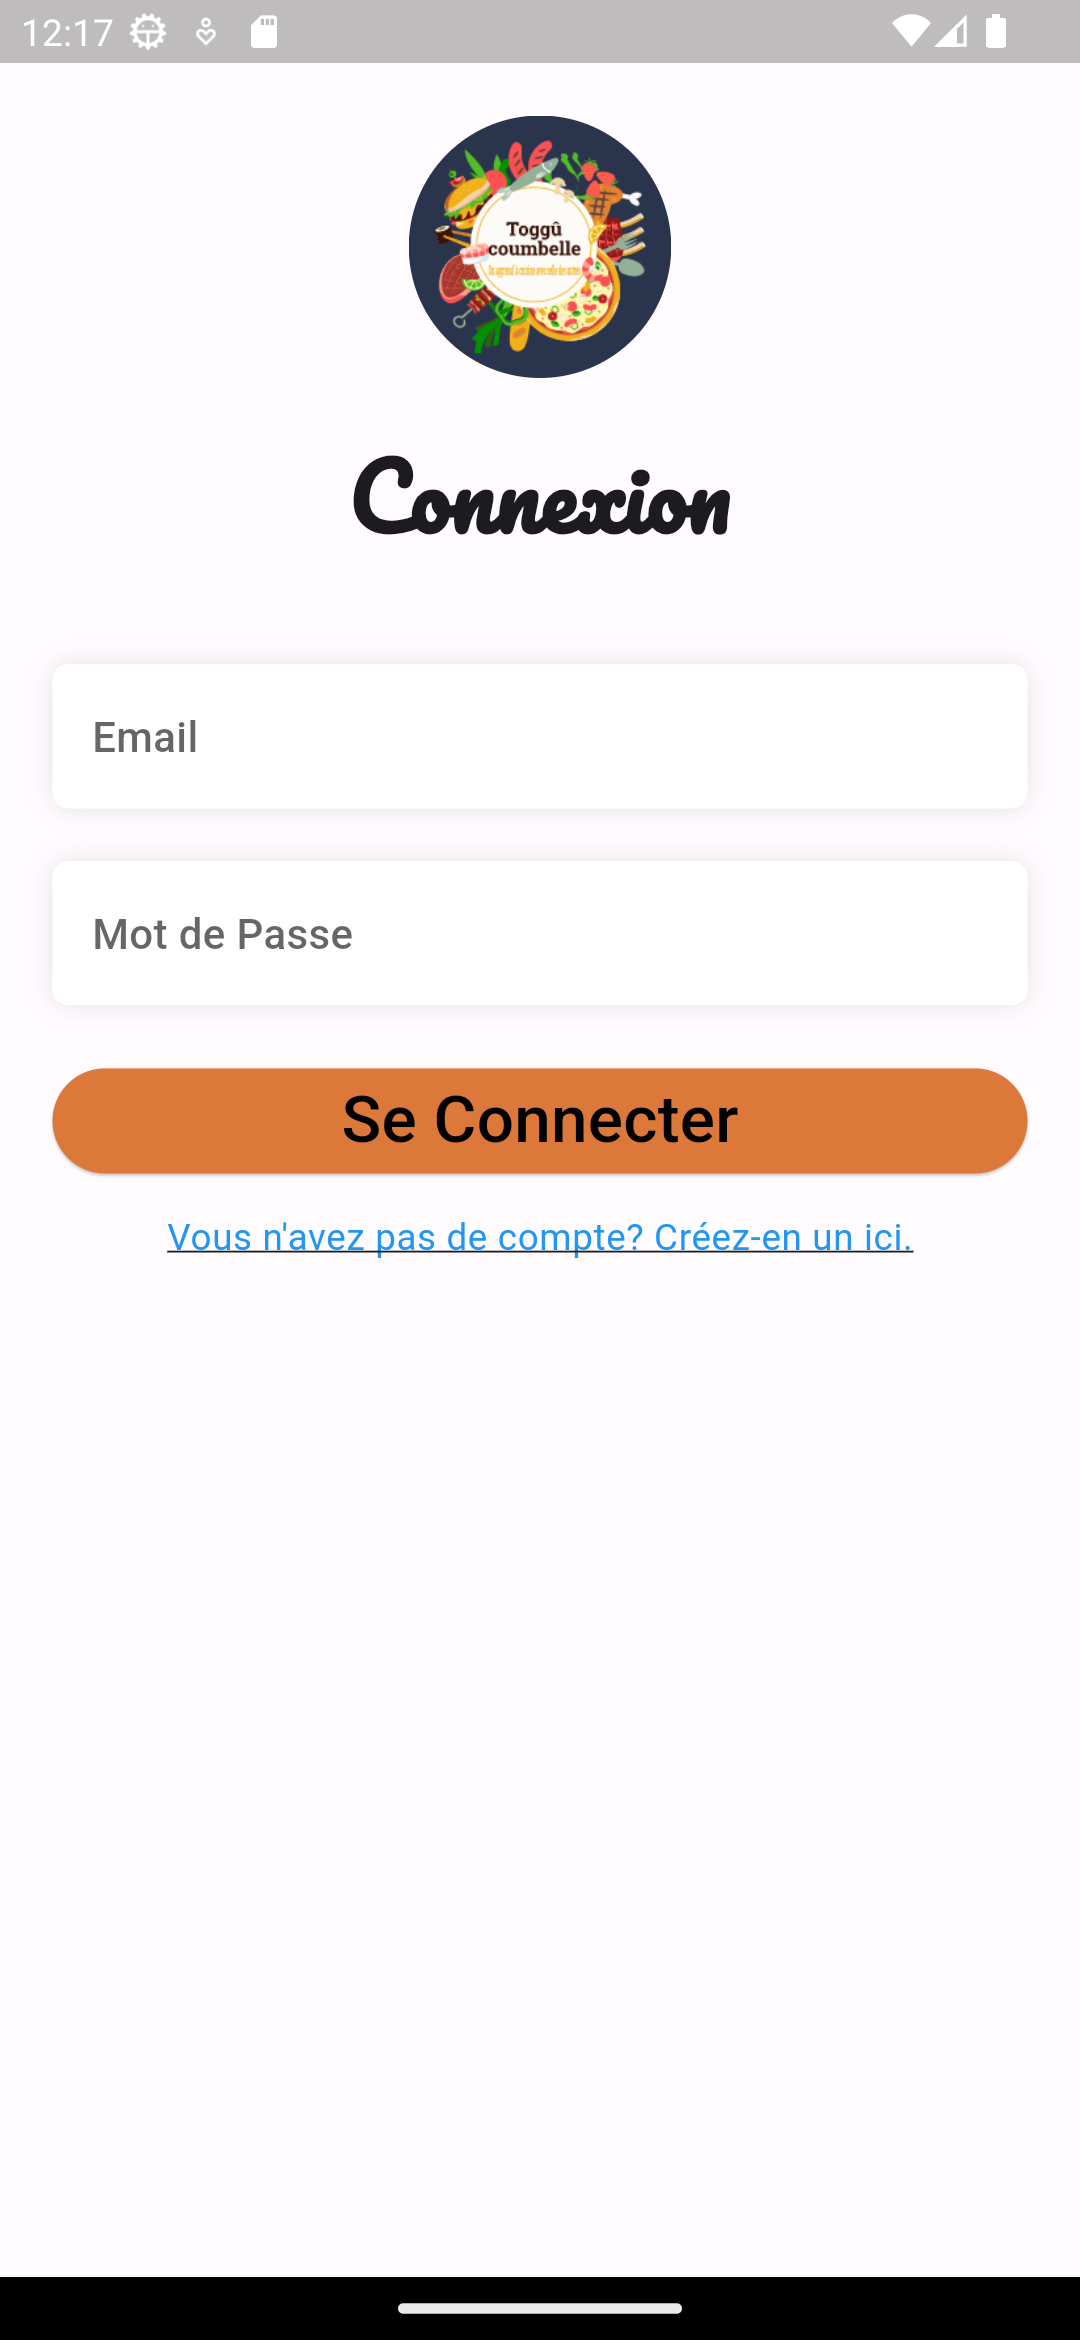 12:17
Toggû
coumbelle
Connexion
Email
Mot de Passe
Se Connecter
Vous n'avez pas de compte? Créez-en un ici.